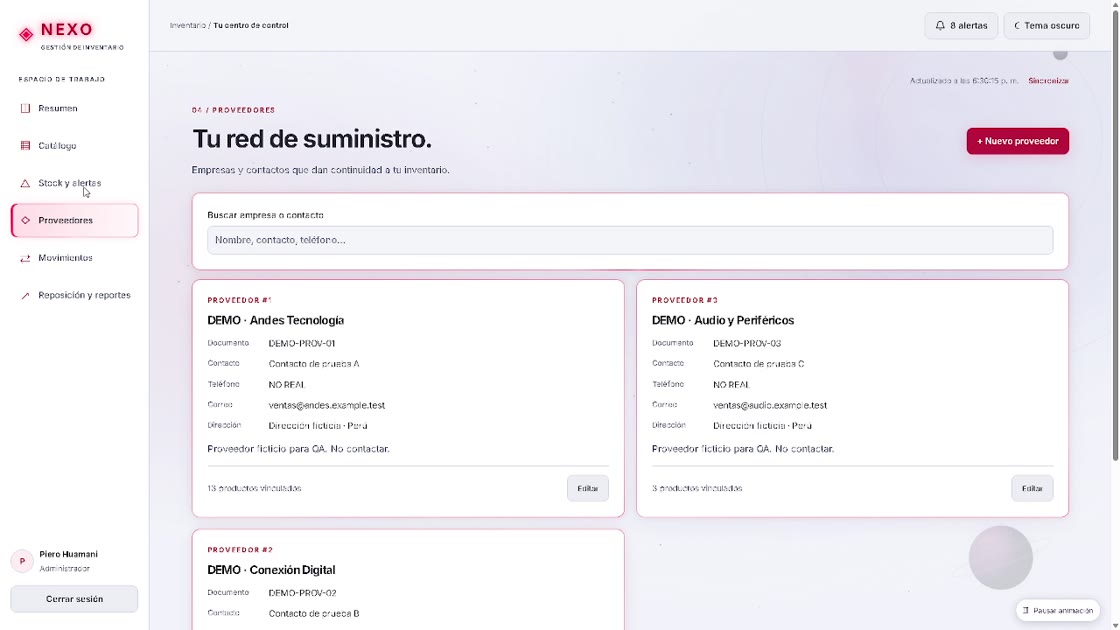 NEXO
GESTIÓN DE INVENTARIO
ESPACIO DE TRABAJO
Resumen
Catálogo
Stock y alertas
Proveedores
Movimientos
Reposición y reportes
P
Piero Huamani
Administrador
Cerrar sesión
Inventario / Tu centro de control
8 alertas
Tema oscuro
Actualizado a las 6:30:15 p. m.
Sincronizar
04 / PROVEEDORES
Tu red de suministro.
Empresas y contactos que dan continuidad a tu inventario.
+ Nuevo proveedor
Buscar empresa o contacto
Nombre, contacto, teléfono...
PROVEEDOR #1
DEMO · Andes Tecnología
Documento DEMO-PROV-01
Contacto Contacto de prueba A
Teléfono NO REAL
Correo ventas@andes.example.test
Dirección Dirección ficticia · Perú
Proveedor ficticio para QA. No contactar.
13 productos vinculados
Editar
PROVEEDOR #3
DEMO · Audio y Periféricos
Documento DEMO-PROV-03
Contacto Contacto de prueba C
Teléfono NO REAL
Correo ventas@audio.example.test
Dirección Dirección ficticia · Perú
Proveedor ficticio para QA. No contactar.
3 productos vinculados
Editar
PROVEEDOR #2
DEMO · Conexión Digital
Documento DEMO-PROV-02
Contacto Contacto de prueba B
Pausar animación